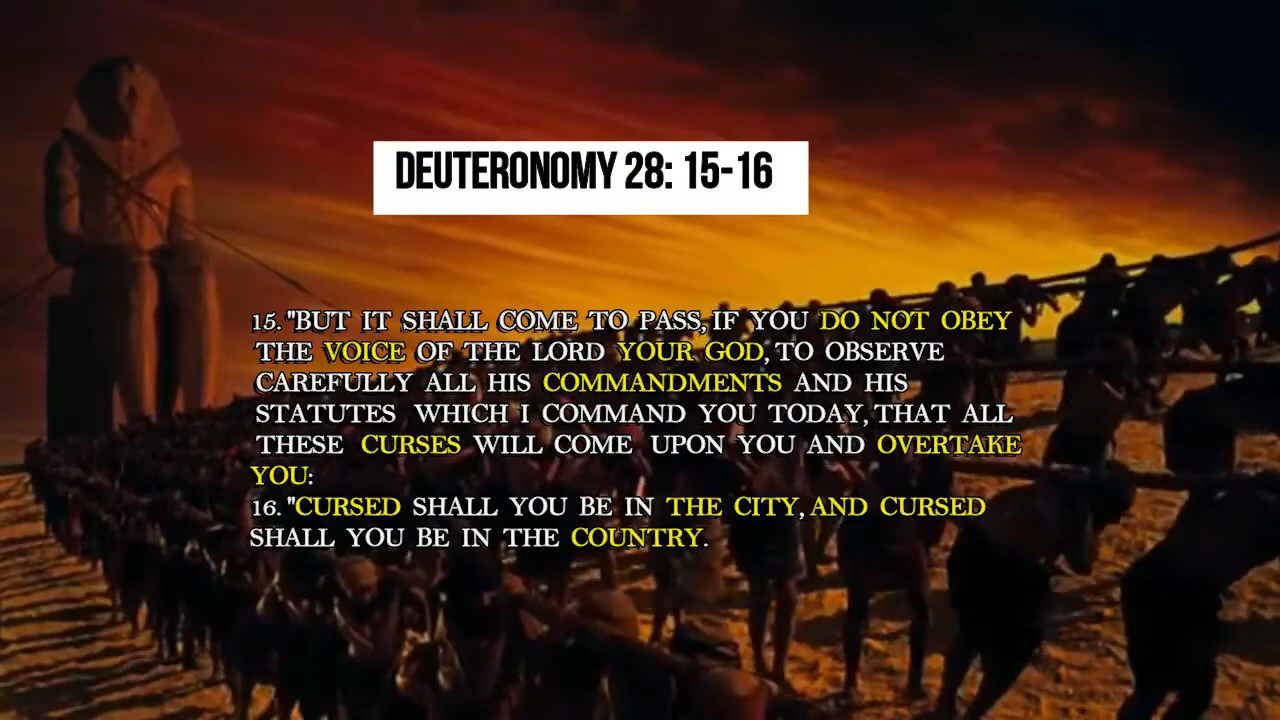 DEUTERONOMY 28: 15-16
15. "BUT IT SHALL COME TO PASS, IF YOU DO NOT OBEY
THE VOICE OF THE LORD YOUR GOD, TO OBSERVE
CAREFULLY ALL HIS COMMANDMENTS AND HIS
STATUTES WHICH I COMMAND YOU TODAY, THAT ALL
THESE CURSES WILL COME UPON YOU AND OVERTAKE
YOU:
16. "CURSED SHALL YOU BE IN THE CITY, AND CURSED
SHALL YOU BE IN THE COUNTRY.